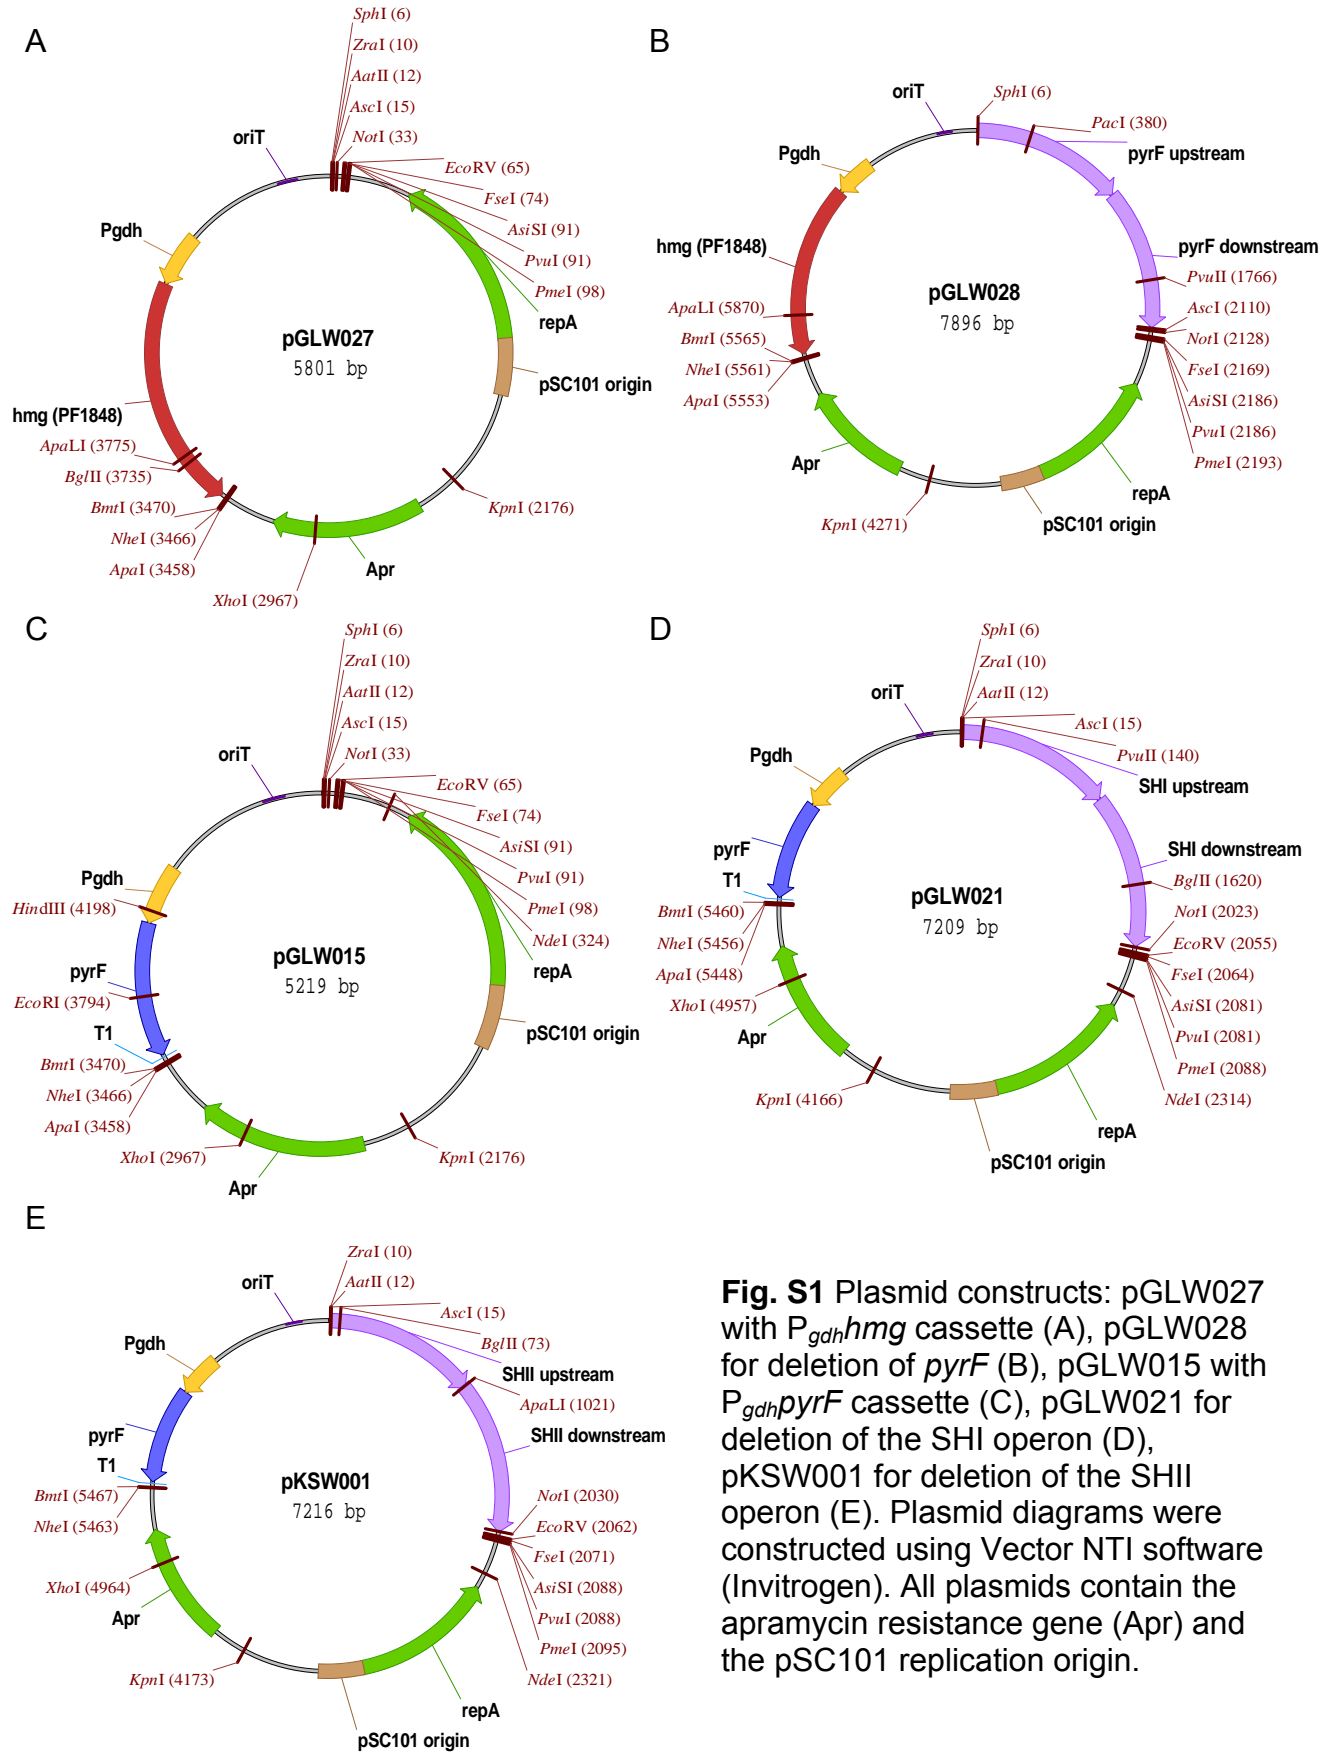 A
SphI (6)
ZraI (10)
AatII (12)
AscI (15)
NotI (33)
oriT
EcoRV (65)
FseI (74)
AsiSI (91)
PvuI (91)
PmeI (98)
Pgdh
repA
pGLW027
5801 bp
pSC101 origin
hmg (PF1848)
ApaLI (3775)
BglII (3735)
BmtI (3470)
NheI (3466)
ApaI (3458)
KpnI (2176)
Apr
XhoI (2967)
B
oriT
SphI (6)
PacI (380)
pyrF upstream
Pgdh
hmg (PF1848)
pyrF downstream
PvuII (1766)
pGLW028
7896 bp
ApaLI (5870)
BmtI (5565)
NheI (5561)
ApaI (5553)
AscI (2110)
NotI (2128)
FseI (2169)
AsiSI (2186)
PvuI (2186)
PmeI (2193)
Apr
repA
KpnI (4271)
pSC101 origin
C
SphI (6)
ZraI (10)
AatII (12)
AscI (15)
NotI (33)
oriT
EcoRV (65)
FseI (74)
AsiSI (91)
PvuI (91)
PmeI (98)
NdeI (324)
repA
Pgdh
HindIII (4198)
pGLW015
5219 bp
pyrF
EcoRI (3794)
T1
BmtI (3470)
NheI (3466)
ApaI (3458)
pSC101 origin
XhoI (2967)
KpnI (2176)
Apr
D
SphI (6)
ZraI (10)
AatII (12)
oriT
AscI (15)
PvuII (140)
SHI upstream
Pgdh
pyrF
T1
SHI downstream
BglII (1620)
pGLW021
7209 bp
BmtI (5460)
NheI (5456)
ApaI (5448)
XhoI (4957)
NotI (2023)
EcoRV (2055)
FseI (2064)
AsiSI (2081)
PvuI (2081)
PmeI (2088)
NdeI (2314)
Apr
KpnI (4166)
repA
pSC101 origin
E
ZraI (10)
AatII (12)
oriT
AscI (15)
BglII (73)
SHII upstream
ApaLI (1021)
Pgdh
SHII downstream
pyrF
T1
pKSW001
7216 bp
BmtI (5467)
NheI (5463)
NotI (2030)
EcoRV (2062)
FseI (2071)
AsiSI (2088)
PvuI (2088)
PmeI (2095)
NdeI (2321)
XhoI (4964)
Apr
KpnI (4173)
repA
pSC101 origin
Fig. S1 Plasmid constructs: pGLW027
with Pgdhhmg cassette (A), pGLW028
for deletion of pyrF (B), pGLW015 with
PgdhpyrF cassette (C), pGLW021 for
deletion of the SHI operon (D),
pKSW001 for deletion of the SHII
operon (E). Plasmid diagrams were
constructed using Vector NTI software
(Invitrogen). All plasmids contain the
apramycin resistance gene (Apr) and
the pSC101 replication origin.